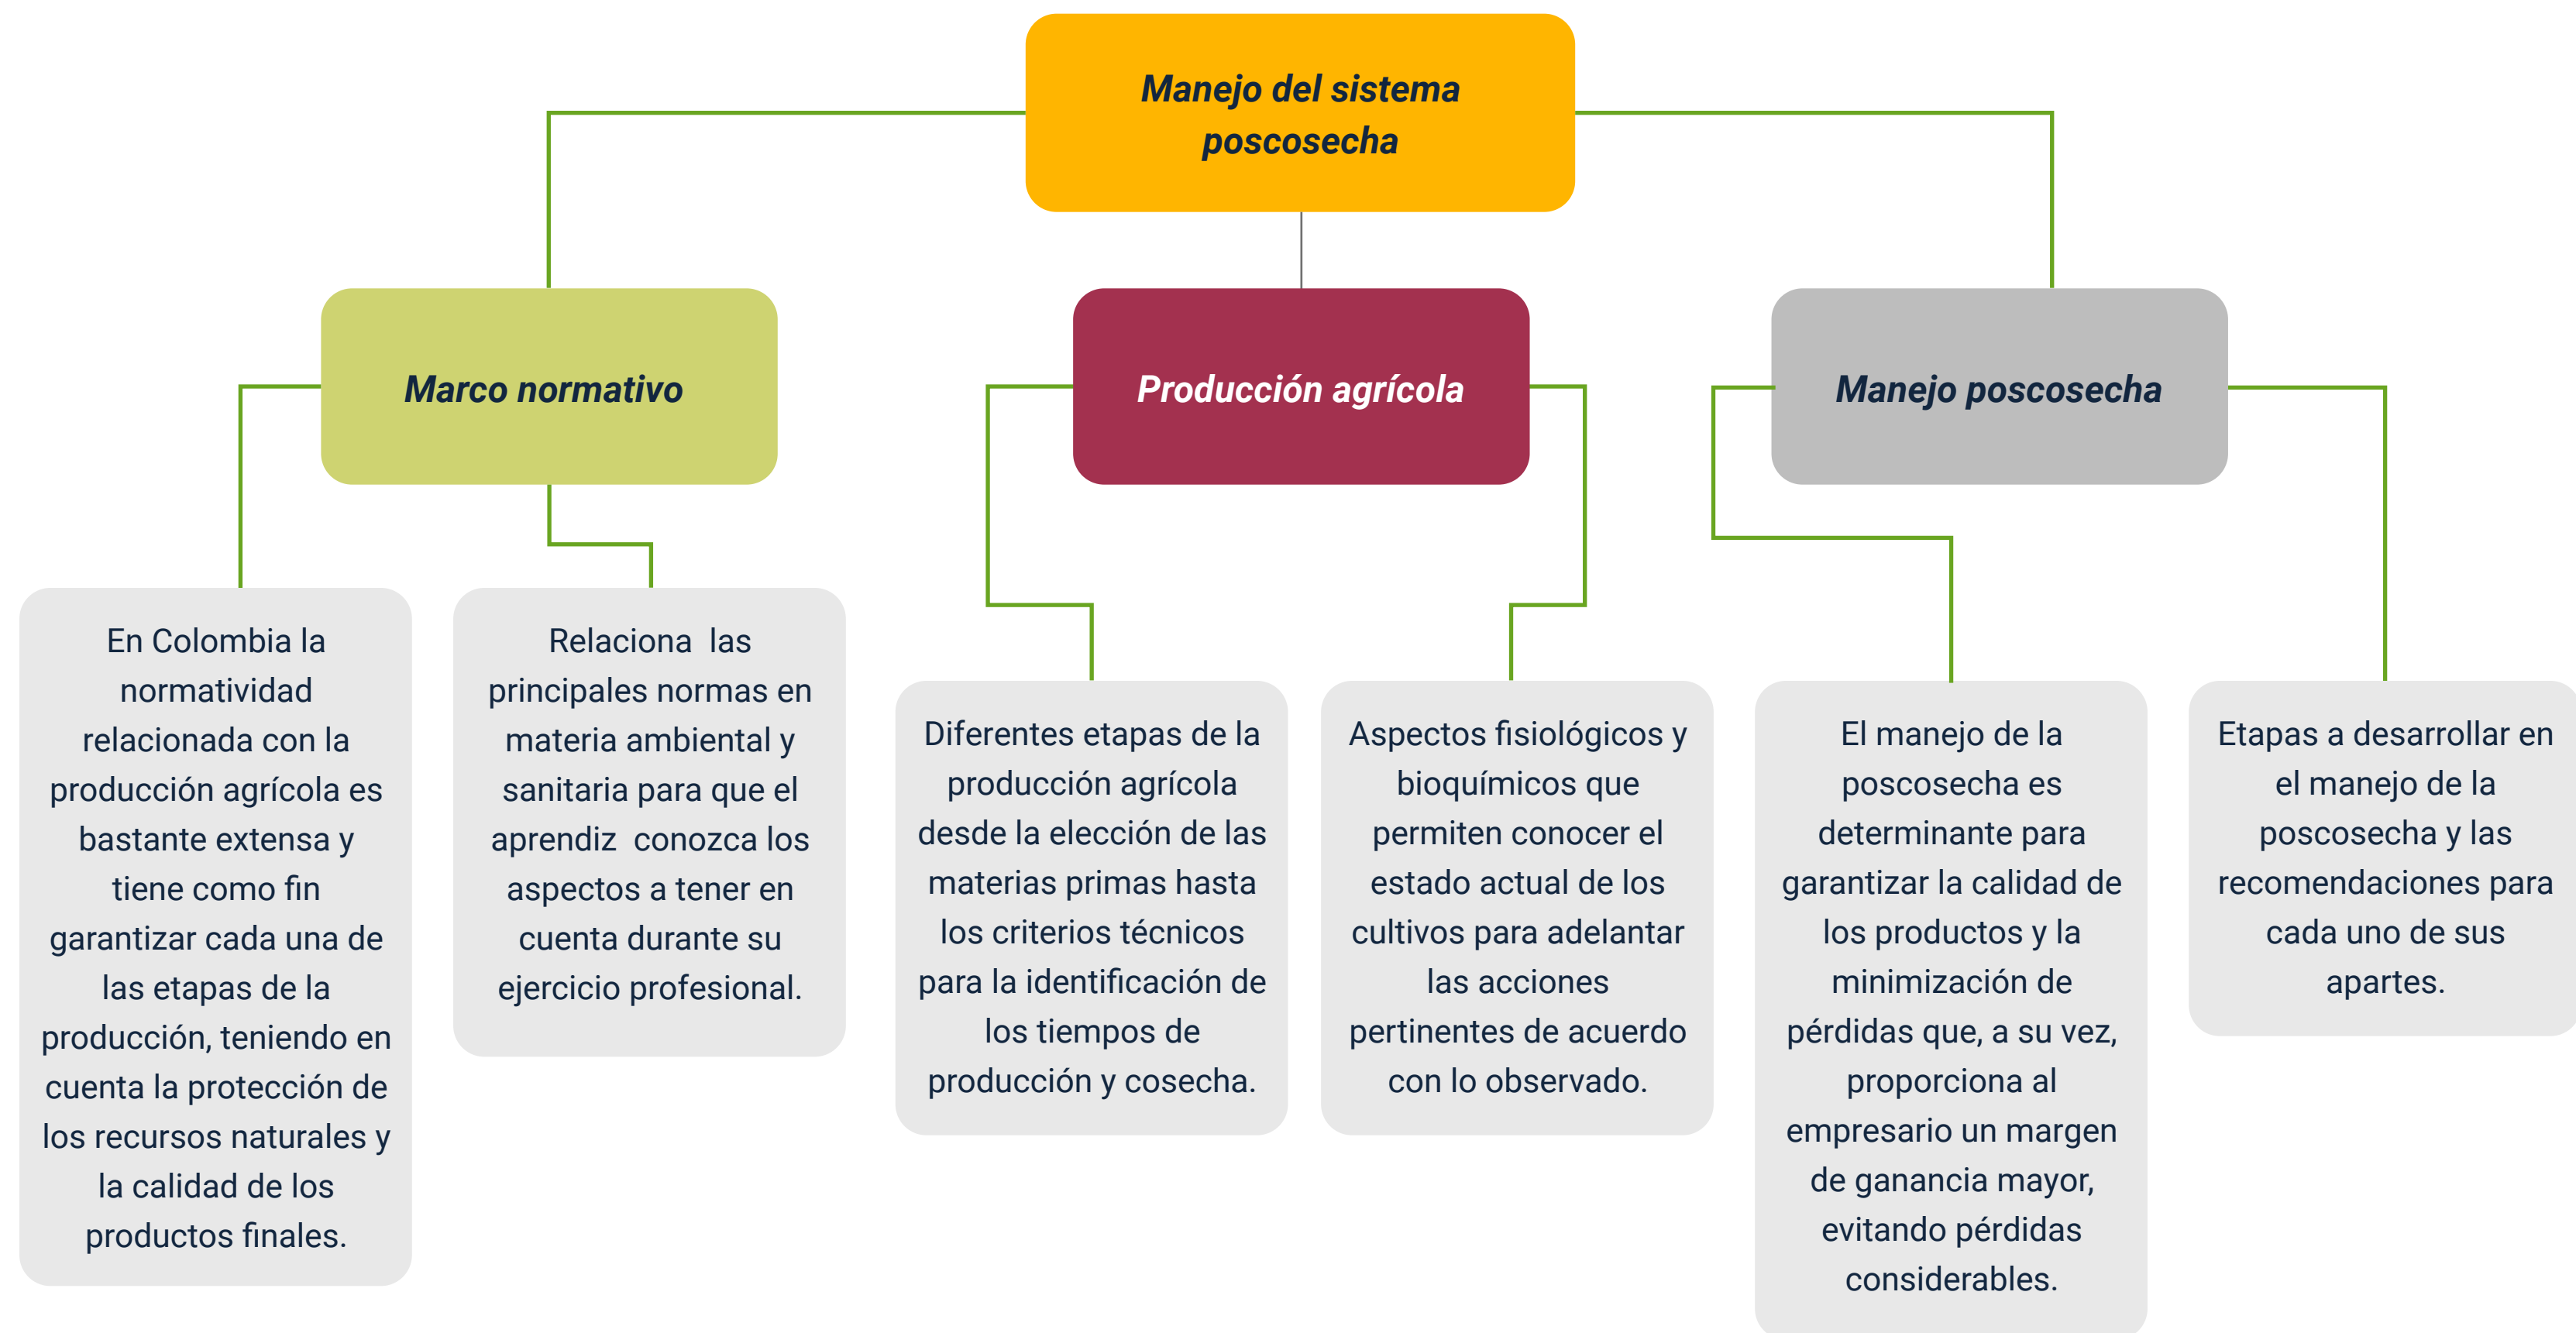 Manejo del sistema
poscosecha
Marco normativo
Producción agrícola
Manejo poscosecha
En Colombia la
normatividad
relacionada con la
producción agrícola es
bastante extensa y
tiene como fin
garantizar cada una de
las etapas de la
producción, teniendo en
cuenta la protección de
los recursos naturales y
la calidad de los
productos finales.
Relaciona  las
principales normas en
materia ambiental y
sanitaria para que el
aprendiz  conozca los
aspectos a tener en
cuenta durante su
ejercicio profesional.
Diferentes etapas de la
producción agrícola
desde la elección de las
materias primas hasta
los criterios técnicos
para la identificación de
los tiempos de
producción y cosecha.
Aspectos fisiológicos y
bioquímicos que
permiten conocer el
estado actual de los
cultivos para adelantar
las acciones
pertinentes de acuerdo
con lo observado.
El manejo de la
poscosecha es
determinante para
garantizar la calidad de
los productos y la
minimización de
pérdidas que, a su vez,
proporciona al
empresario un margen
de ganancia mayor,
evitando pérdidas
considerables.
Etapas a desarrollar en
el manejo de la
poscosecha y las
recomendaciones para
cada uno de sus
apartes.